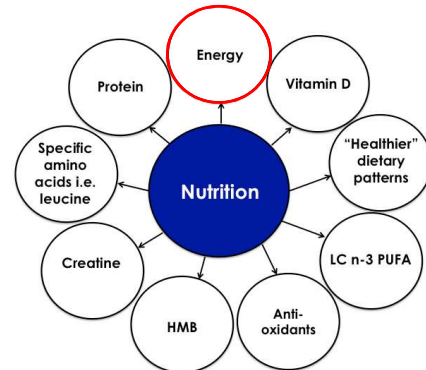 Energy
Protein
Vitamin D
Specific
amino
acids i.e.
leucine
"Healthier"
dietary
patterns
Nutrition
Creatine
LC n-3 PUFA
HMB
Anti-
oxidants